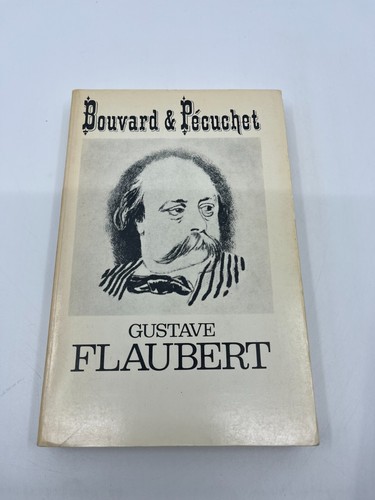 Bouvard & Pécuchet
GUSTAVE
FLAUBERT